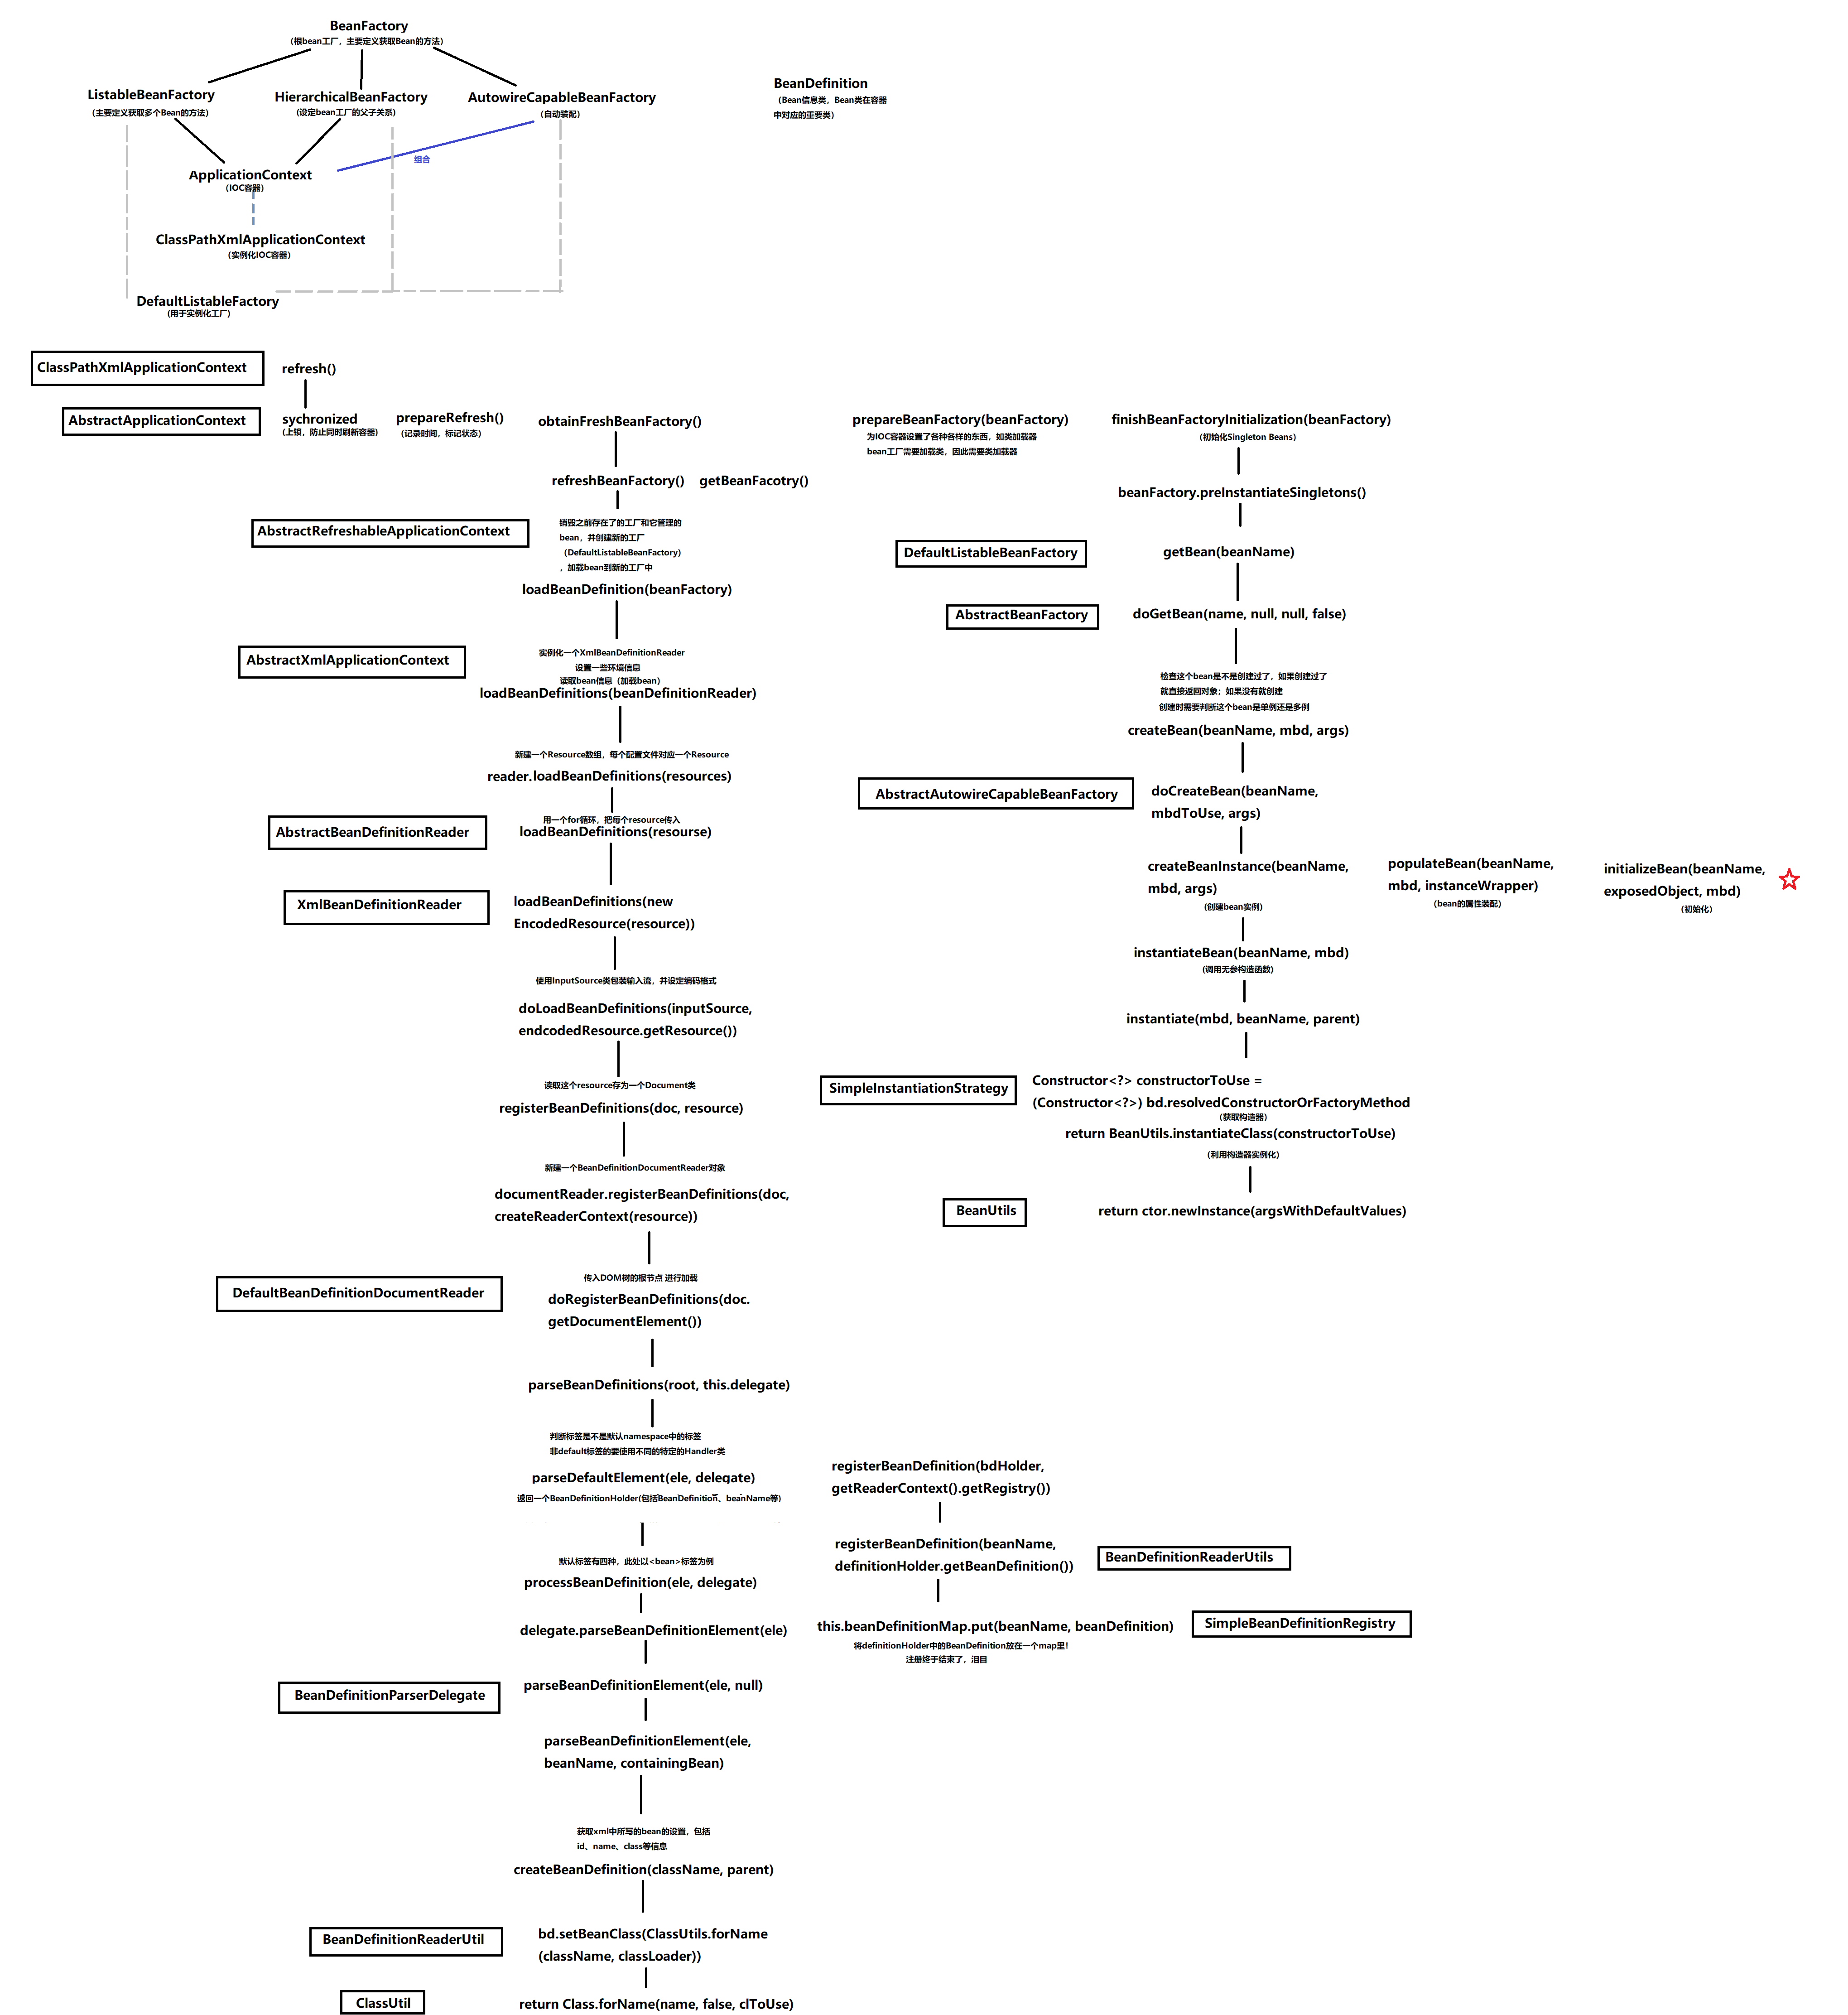 BeanFactory
（根bean工厂，主要定义获取Bean的方法）
ListableBeanFactory
（主要定义获取多个Bean的方法）
HierarchicalBeanFactory
（设定bean工厂的父子关系）
AutowireCapableBeanFactory
（自动装配）
BeanDefinition
（Bean信息类，Bean类在容器
中对应的重要类）
组合
ApplicationContext
（IOC容器）
ClassPathXmlApplicationContext
（实例化IOC容器）
DefaultListableFactory
（用于实例化工厂）
ClassPathXmlApplicationContext
refresh()
AbstractApplicationContext
sychronized
（上锁，防止同时刷新容器）
prepareRefresh()
（记录时间，标记状态）
obtainFreshBeanFactory()
refreshBeanFactory()
getBeanFacotry()
AbstractRefreshableApplicationContext
销毁之前存在了的工厂和它管理的
bean，并创建新的工厂
（DefaultListableBeanFactory）
，加载bean到新的工厂中
loadBeanDefinition(beanFactory)
AbstractXmlApplicationContext
实例化一个XmlBeanDefinitionReader
设置一些环境信息
读取bean信息（加载bean）
loadBeanDefinitions(beanDefinitionReader)
新建一个Resource数组，每个配置文件对应一个Resource
reader.loadBeanDefinitions(resources)
AbstractBeanDefinitionReader
用一个for循环，把每个resource传入
loadBeanDefinitions(resourse)
XmlBeanDefinitionReader
loadBeanDefinitions(new
EncodedResource(resource))
使用InputSource类包装输入流，并设定编码格式
doLoadBeanDefinitions(inputSource,
endcodedResource.getResource())
读取这个resource存为一个Document类
registerBeanDefinitions(doc, resource)
新建一个BeanDefinitionDocumentReader对象
documentReader.registerBeanDefinitions(doc,
createReaderContext(resource))
DefaultBeanDefinitionDocumentReader
传入DOM树的根节点 进行加载
doRegisterBeanDefinitions(doc.
getDocumentElement())
parseBeanDefinitions(root, this.delegate)
判断标签是不是默认namespace中的标签
非default标签的要使用不同的特定的Handler类
parseDefaultElement(ele, delegate)
返回一个BeanDefinitionHolder(包括BeanDefinition、beanName等)
默认标签有四种，此处以<bean>标签为例
processBeanDefinition(ele, delegate)
delegate.parseBeanDefinitionElement(ele)
BeanDefinitionParserDelegate
parseBeanDefinitionElement(ele, null)
parseBeanDefinitionElement(ele,
beanName, containingBean)
获取xml中所写的bean的设置，包括
id、name、class等信息
createBeanDefinition(className, parent)
BeanDefinitionReaderUtil
bd.setBeanClass(ClassUtils.forName
(className, classLoader))
ClassUtil
return Class.forName(name, false, clToUse)
registerBeanDefinition(bdHolder,
getReaderContext().getRegistry())
registerBeanDefinition(beanName,
definitionHolder.getBeanDefinition())
BeanDefinitionReaderUtils
this.beanDefinitionMap.put(beanName, beanDefinition)
SimpleBeanDefinitionRegistry
将definitionHolder中的BeanDefinition放在一个map里！
注册终于结束了，泪目
prepareBeanFactory(beanFactory)
为IOC容器设置了各种各样的东西，如类加载器
bean工厂需要加载类，因此需要类加载器
finishBeanFactoryInitialization(beanFactory)
（初始化Singleton Beans）
beanFactory.preInstantiateSingletons()
DefaultListableBeanFactory
getBean(beanName)
AbstractBeanFactory
doGetBean(name, null, null, false)
检查这个bean是不是创建过了，如果创建过了
就直接返回对象；如果没有就创建
创建时需要判断这个bean是单例还是多例
createBean(beanName, mbd, args)
AbstractAutowireCapableBeanFactory
doCreateBean(beanName,
mbdToUse, args)
createBeanInstance(beanName,
mbd, args)
（创建bean实例）
populateBean(beanName,
mbd, instanceWrapper)
（bean的属性装配）
initializeBean(beanName,
exposedObject, mbd)
（初始化）
instantiateBean(beanName, mbd)
（调用无参构造函数）
instantiate(mbd, beanName, parent)
SimpleInstantiationStrategy
Constructor<?> constructorToUse =
(Constructor<?>) bd.resolvedConstructorOrFactoryMethod
（获取构造器）
return BeanUtils.instantiateClass(constructorToUse)
（利用构造器实例化）
BeanUtils
return ctor.newInstance(argsWithDefaultValues)